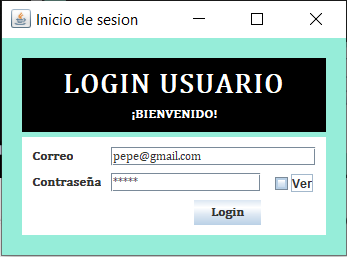 Inicio de sesion
LOGIN USUARIO
¡BIENVENIDO!
Correo pepe@gmail.com
Contraseña ***** Ver
Login